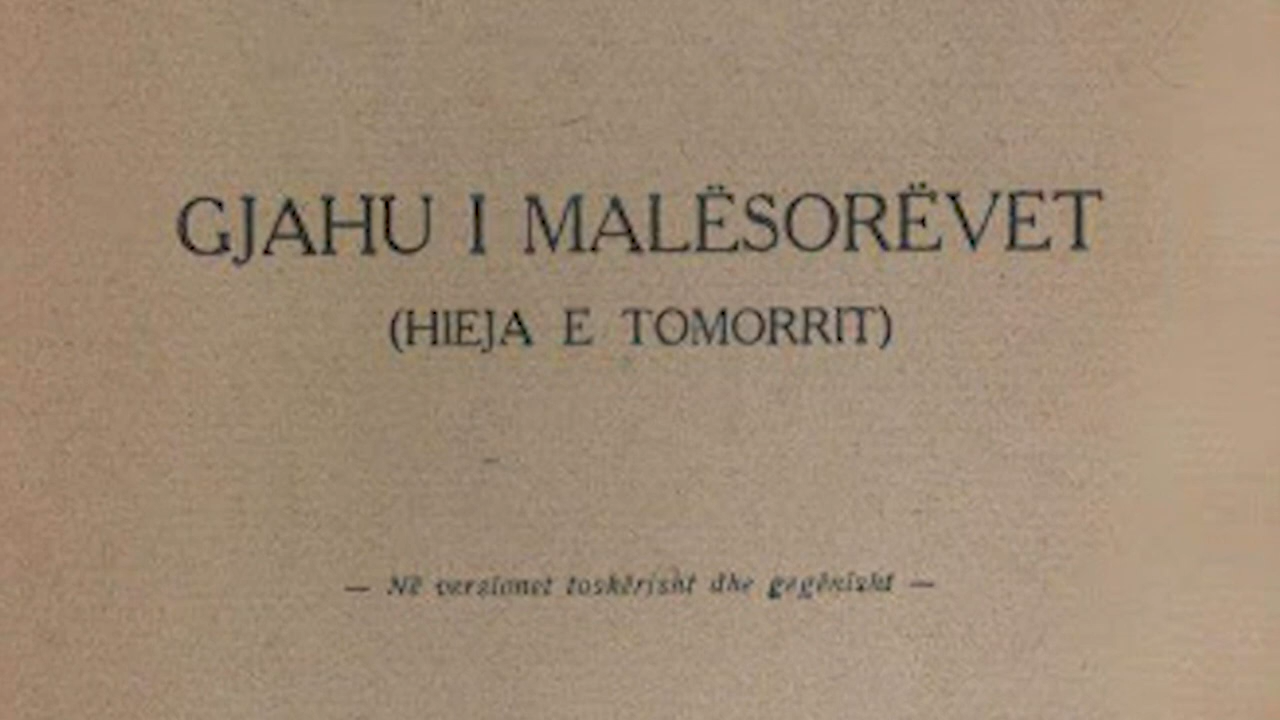 GJAHU I MALËSORËVET
(HIEJA E TOMORRIT)
— Në versionet toskërisht dhe gegënisht —